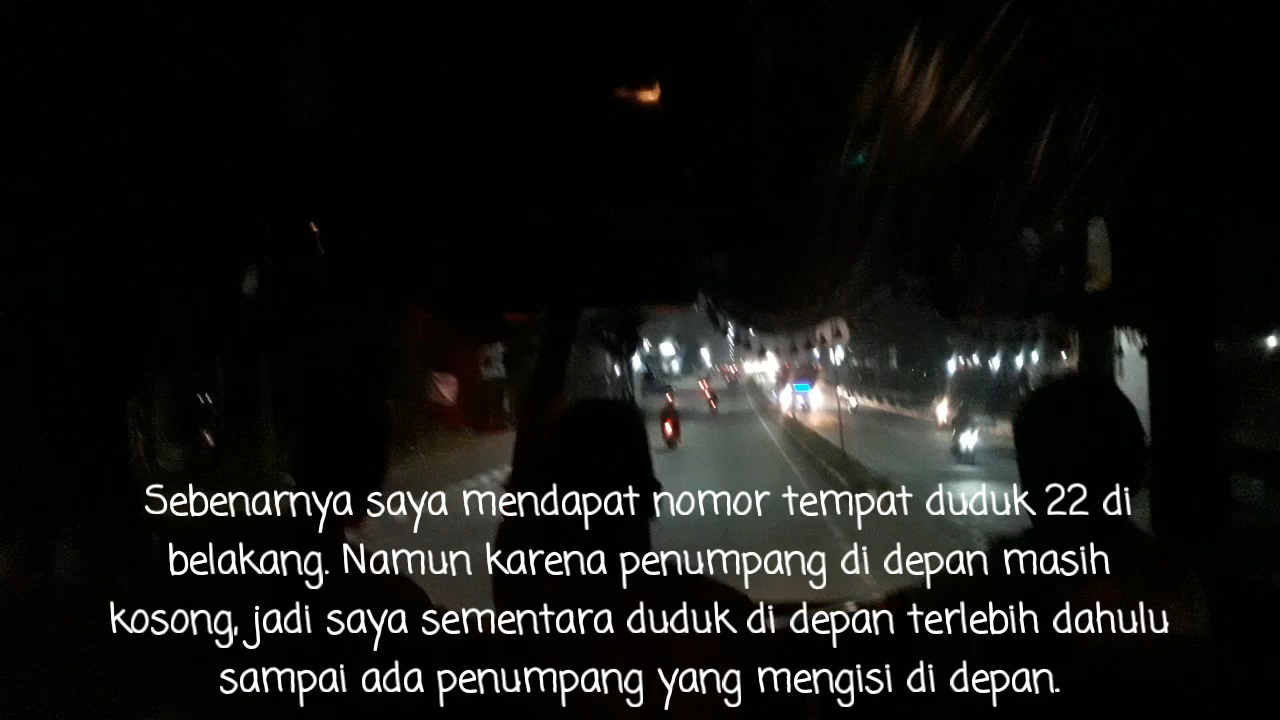 Sebenarnya saya mendapat nomor tempat duduk 22 di
belakang. Namun karena penumpang di depan masih
kosong, jadi saya sementara duduk di depan terlebih dahulu
sampai ada penumpang yang mengisi di depan.